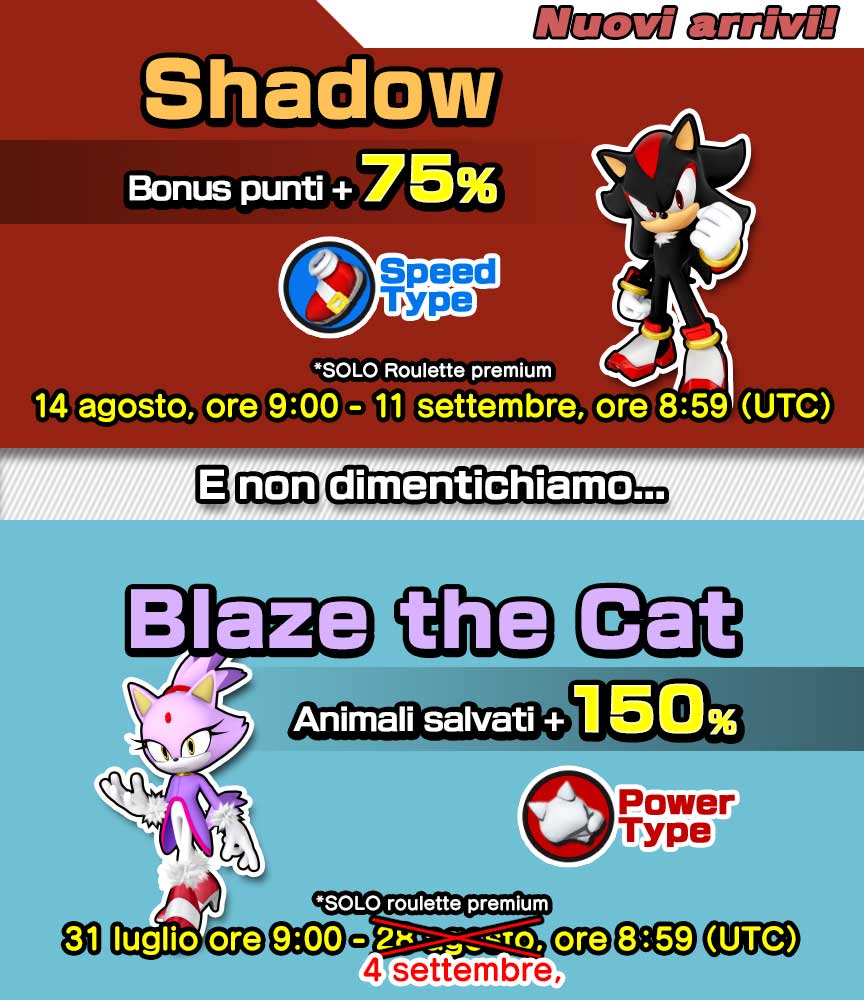 Nuovi arrivi!
Shadow
Bonus punti + 75%
Speed
Type
*SOLO Roulette premium
14 agosto, ore 9:00 - 11 settembre, ore 8:59 (UTC)
E non dimentichiamo...
Blaze the Cat
Animali salvati + 150%
Power
Type
*SOLO roulette premium
31 luglio ore 9:00 - 28 agosto, ore 8:59 (UTC)
4 settembre,